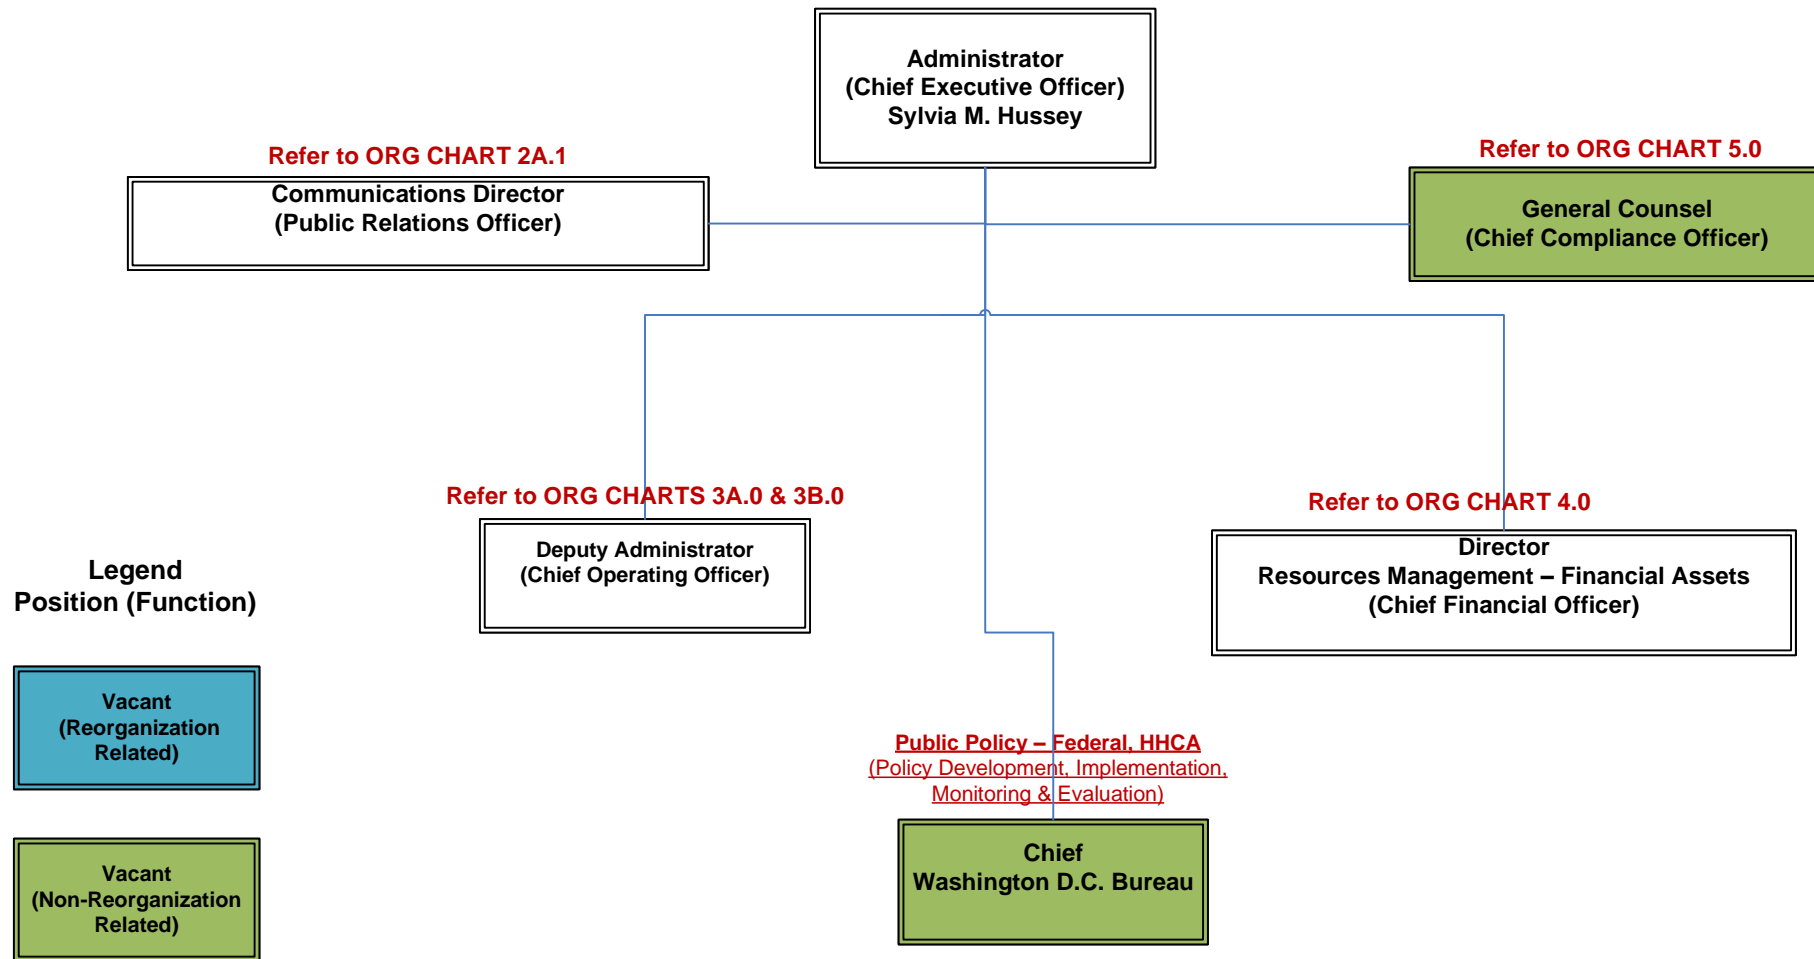 Administrator
(Chief Executive Officer)
Sylvia M. Hussey
Refer to ORG CHART 2A.1
Communications Director
(Public Relations Officer)
Refer to ORG CHART 5.0
General Counsel
(Chief Compliance Officer)
Refer to ORG CHARTS 3A.0 & 3B.0
Deputy Administrator
(Chief Operating Officer)
Refer to ORG CHART 4.0
Director
Resources Management – Financial Assets
(Chief Financial Officer)
Legend
Position (Function)
Vacant
(Reorganization
Related)
Vacant
(Non-Reorganization
Related)
Public Policy – Federal, HHCA
(Policy Development, Implementation,
Monitoring & Evaluation)
Chief
Washington D.C. Bureau